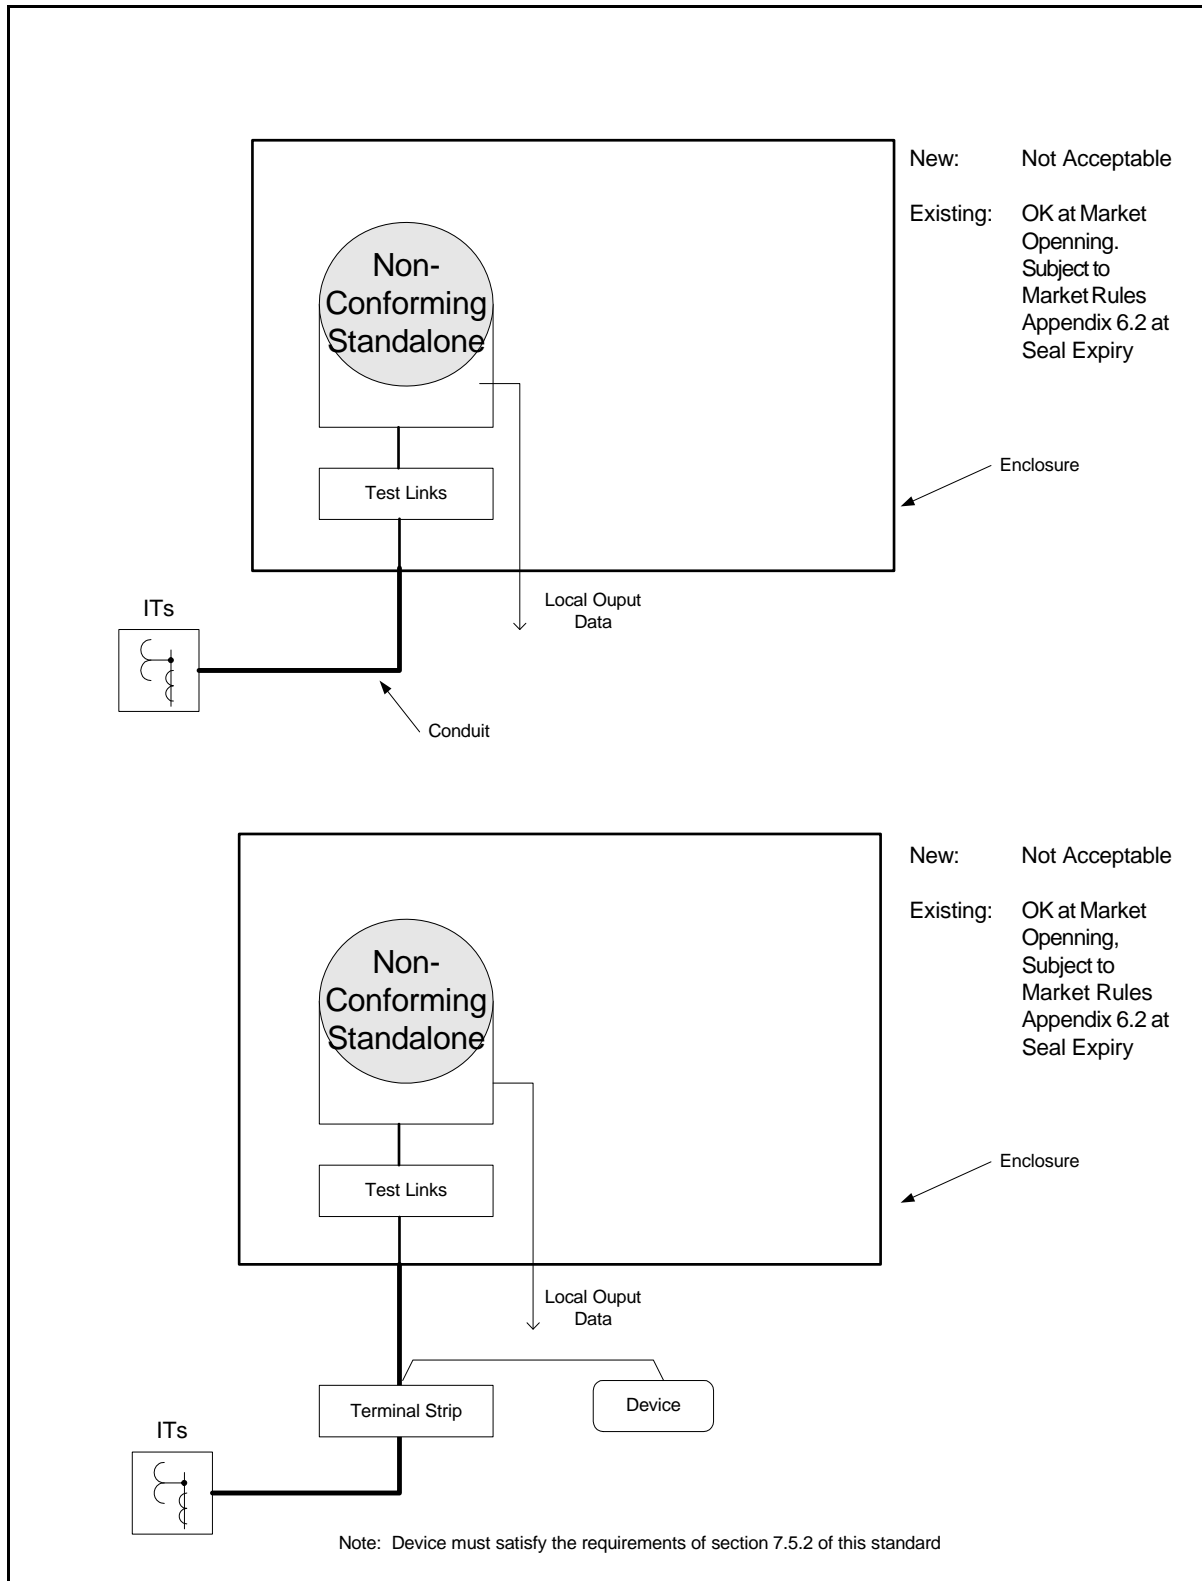 New: Not Acceptable
Existing: OK at Market
Openning.
Subject to
Market Rules
Appendix 6.2 at
Seal Expiry
Non-
Conforming
Standalone
Enclosure
Test Links
Local Ouput
Data
ITs
Conduit
New: Not Acceptable
Existing: OK at Market
Openning,
Subject to
Market Rules
Appendix 6.2 at
Seal Expiry
Non-
Conforming
Standalone
Enclosure
Test Links
Local Ouput
Data
Terminal Strip
Device
ITs
Note: Device must satisfy the requirements of section 7.5.2 of this standard